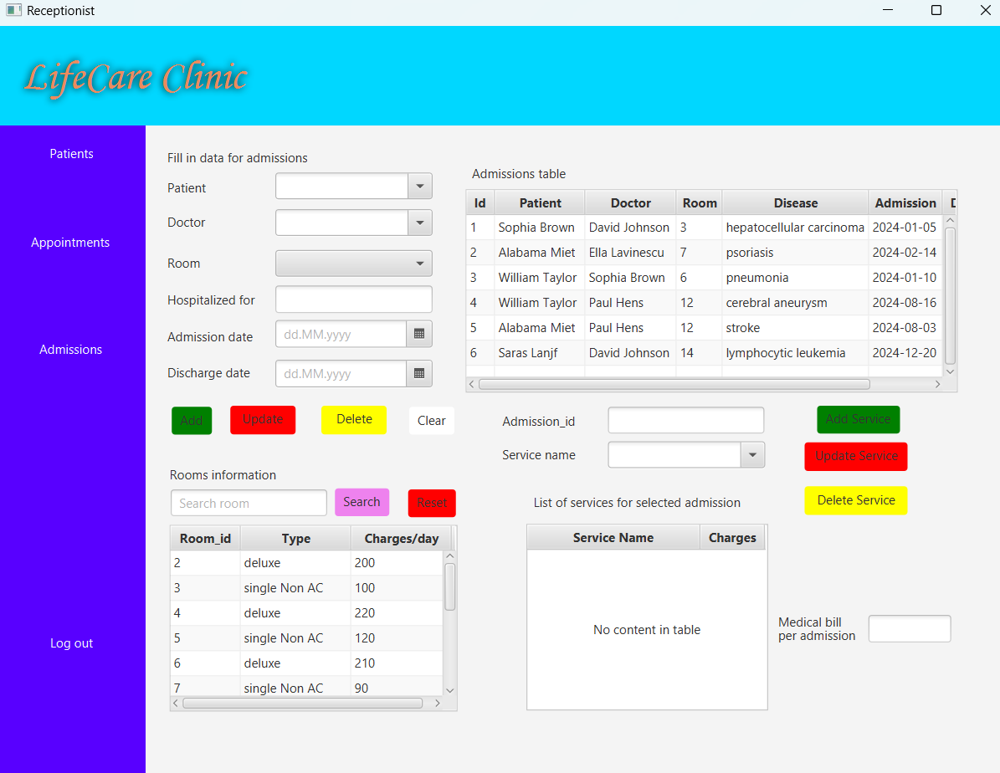 Receptionist
LifeCare Clinic
Patients
Appointments
Admissions
Log out
Fill in data for admissions
Patient
Doctor
Room
Hospitalized for
Admission date dd.MM.yyyy
Discharge date dd.MM.yyyy
Add Update Delete Clear
Admissions table
Id Patient Doctor Room Disease Admission D
1 Sophia Brown David Johnson 3 hepatocellular carcinoma 2024-01-05
2 Alabama Miet Ella Lavinescu 7 psoriasis 2024-02-14
3 William Taylor Sophia Brown 6 pneumonia 2024-01-10
4 William Taylor Paul Hens 12 cerebral aneurysm 2024-08-16
5 Alabama Miet Paul Hens 12 stroke 2024-08-03
6 Saras Lanjf David Johnson 14 lymphocytic leukemia 2024-12-20
Admission_id
Service name
Add Service
Update Service
Delete Service
Rooms information
Search room Search Reset
Room_id Type Charges/day
2 deluxe 200
3 single Non AC 100
4 deluxe 220
5 single Non AC 120
6 deluxe 210
7 single Non AC 90
List of services for selected admission
Service Name Charges
No content in table
Medical bill
per admission